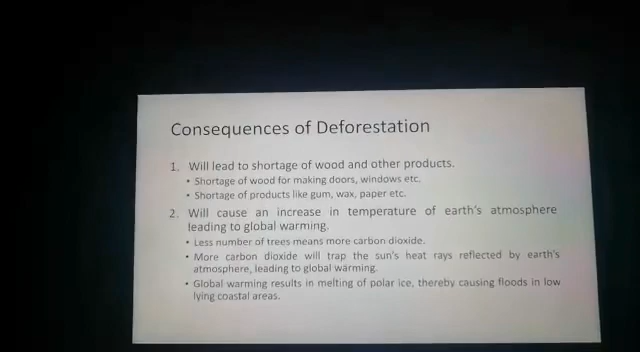 Consequences of Deforestation
1. Will lead to shortage of wood and other products.
• Shortage of wood for making doors, windows etc.
• Shortage of products like gum, wax, paper etc.
2. Will cause an increase in temperature of earth's atmosphere
leading to global warming.
• Less number of trees means more carbon dioxide.
• More carbon dioxide will trap the sun's heat rays reflected by earth's
atmosphere, leading to global warming.
• Global warming results in melting of polar ice, thereby causing floods in low
lying coastal areas.